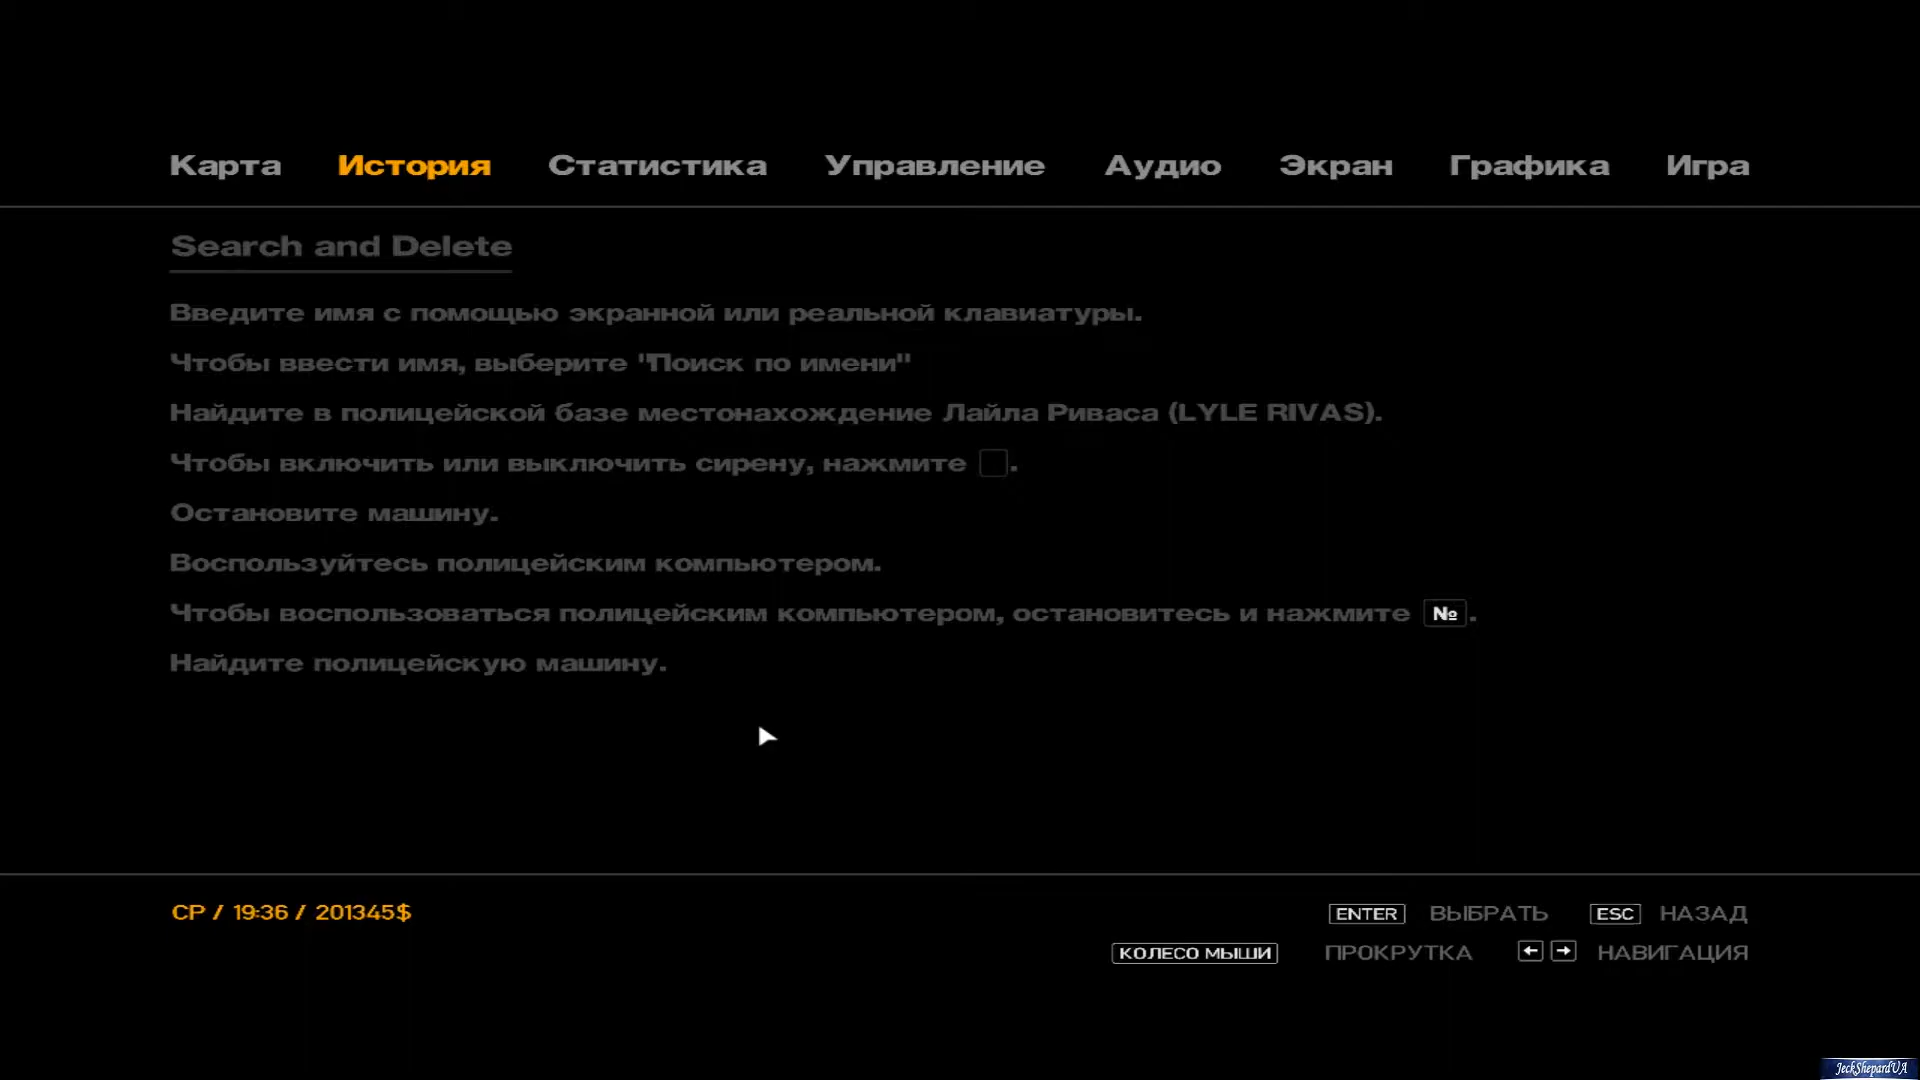 Карта История Статистика Управление Аудио Экран Графика Игра
Search and Delete
Введите имя с помощью экранной или реальной клавиатуры.
Чтобы ввести имя, выберите "Поиск по имени"
Найдите в полицейской базе местонахождение Лайла Риваса (LYLE RIVAS).
Чтобы включить или выключить сирену, нажмите .
Остановите машину.
Воспользуйтесь полицейским компьютером.
Чтобы воспользоваться полицейским компьютером, остановитесь и нажмите №.
Найдите полицейскую машину.
СР / 19:36 / 201345$
ENTER ВЫБРАТЬ ESC НАЗАД
КОЛЕСО МЫШИ ПРОКРУТКА ← → НАВИГАЦИЯ
JeckShepardUA